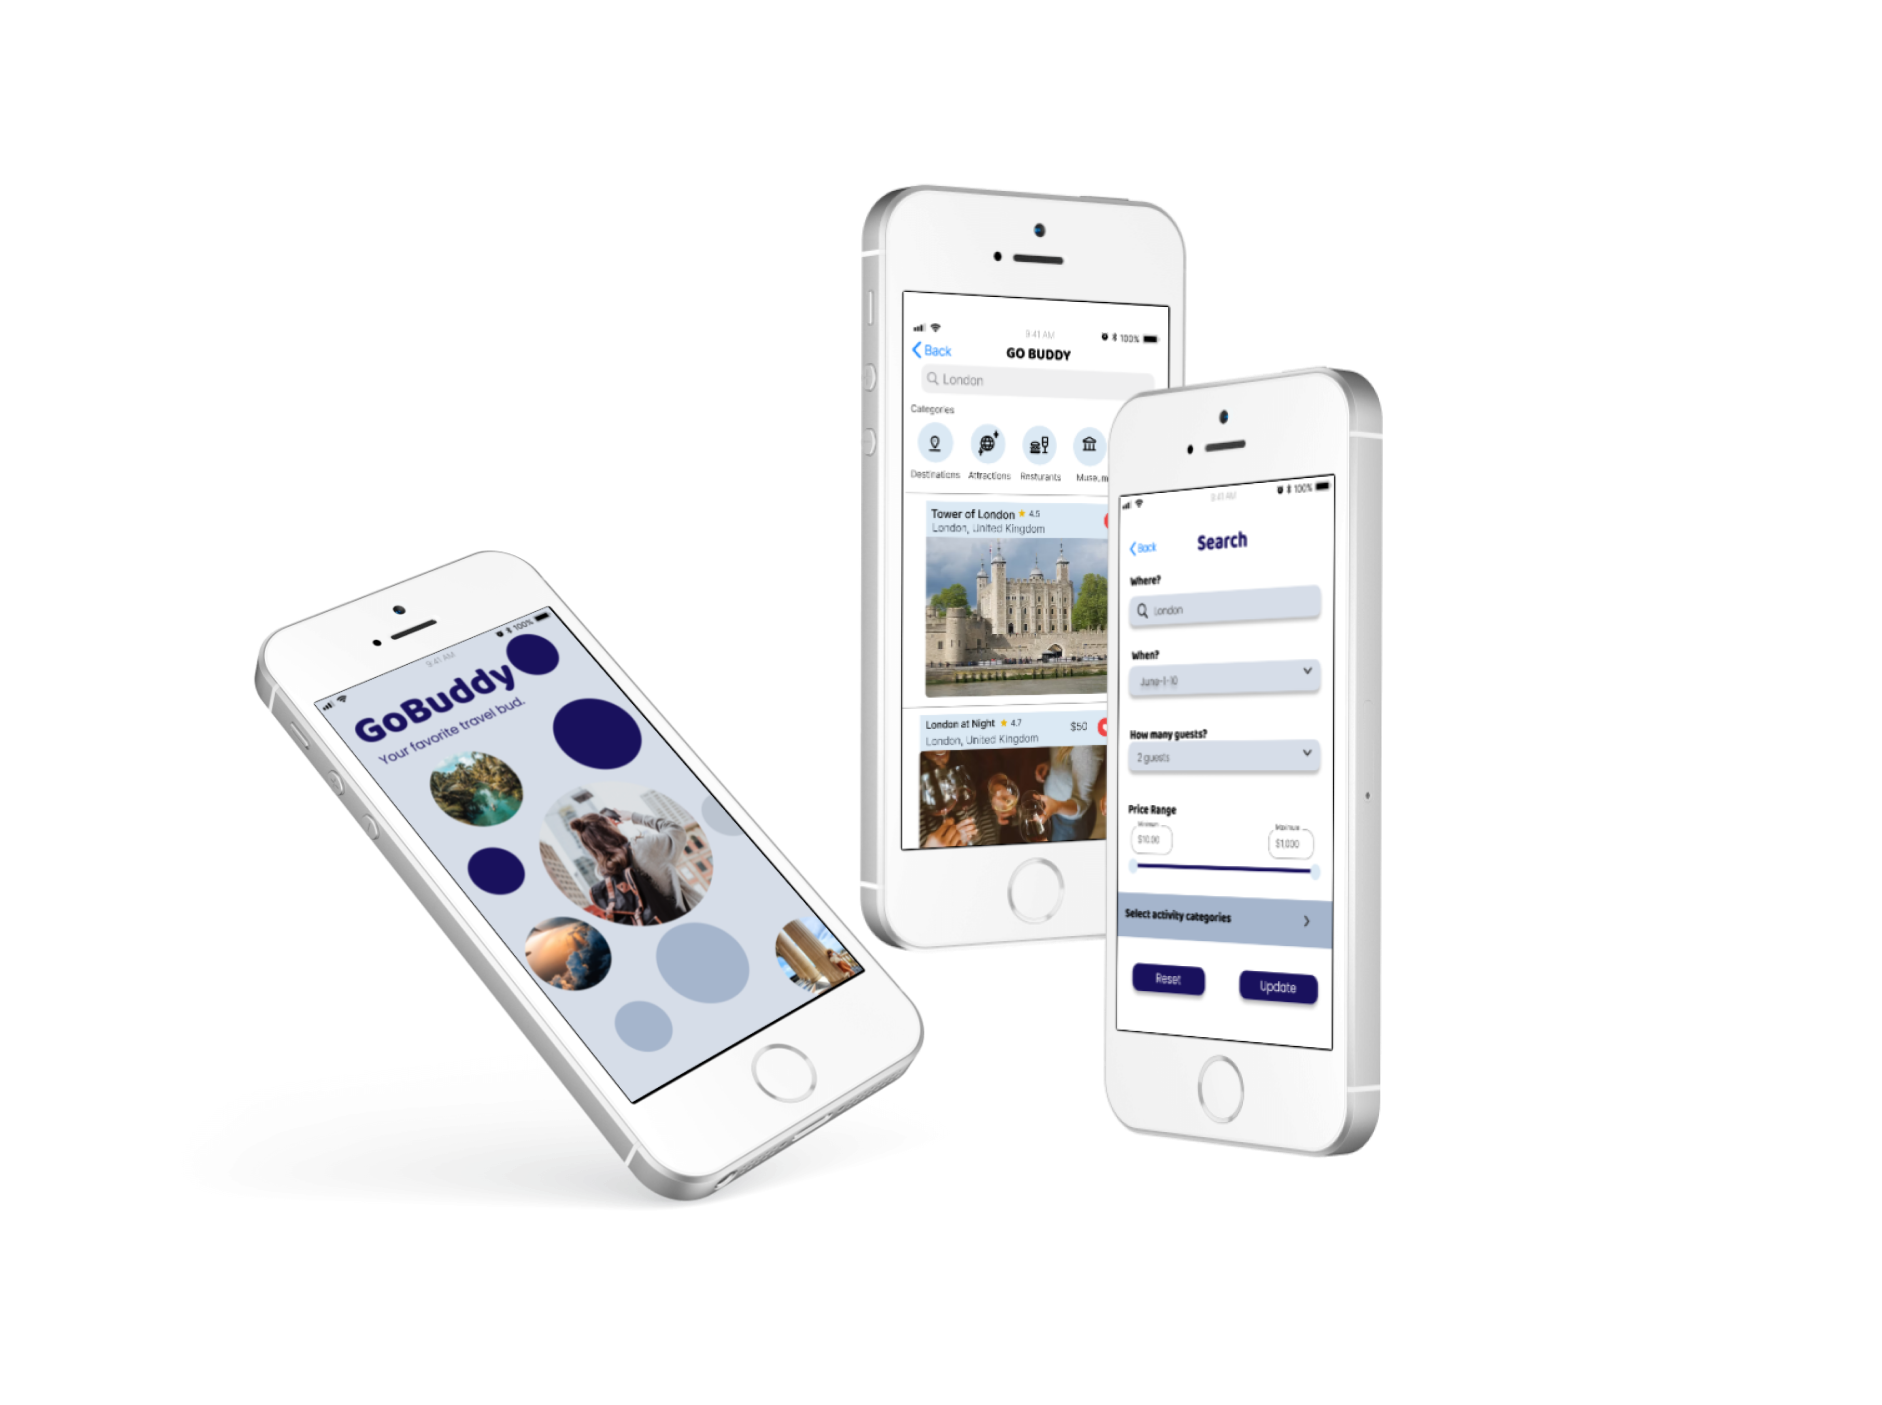 9:41 AM
100%
GoBuddy
Your favorite travel bud.
9:41 AM
100%
Back
GO BUDDY
London
Categories
Destinations Attractions Resturants
Tower of London ★ 4.5
London, United Kingdom
London at Night ★ 4.7
$50
London, United Kingdom
9:41 AM
100%
Back
Search
Where?
London
When?
June-1-10
How many guests?
2 guests
Price Range
Minimum
Maximum
$10.00
$1,000
Select activity categories
Reset
Update